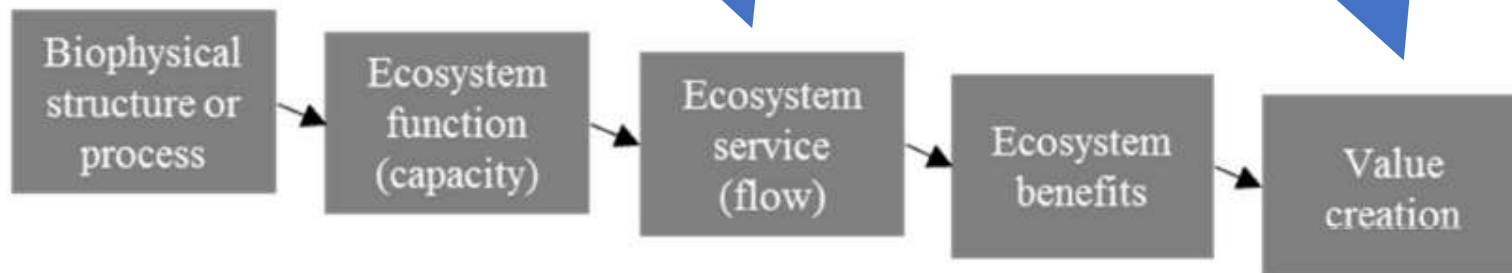 Biophysical
structure or
process
Ecosystem
function
(capacity)
Ecosystem
service
(flow)
Ecosystem
benefits
Value
creation